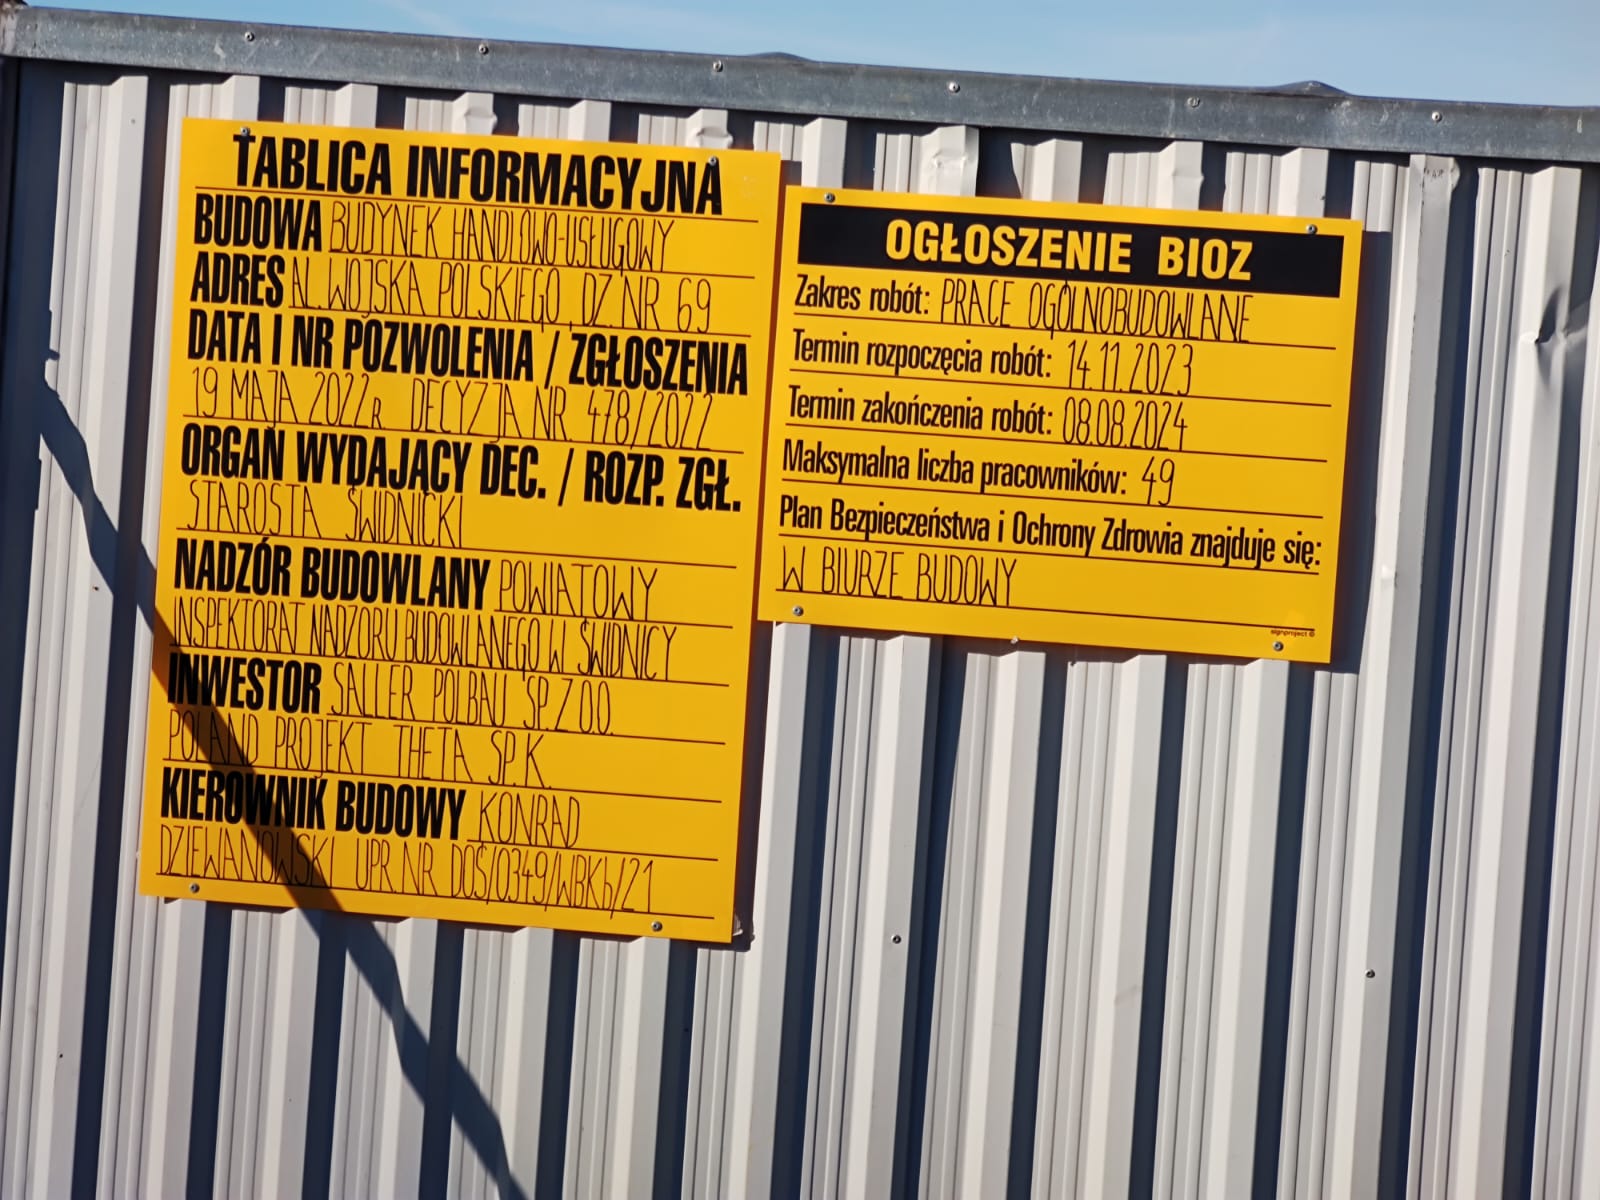 TABLICA INFORMACYJNA
BUDOWA BUDYNEK HANDLOWO-USŁUGOWY
ADRES AL. WOJSKA POLSKIEGO, DZ. NR 69
DATA I NR POZWOLENIA / ZGŁOSZENIA
19 MAJA 2022R DECYZJA NR. 478/2022
ORGAN WYDAJĄCY DEC. / ROZP. ZGŁ.
STAROSTA ŚWIDNICKI
NADZÓR BUDOWLANY POWIATOWY
INSPEKTORAT NADZORU BUDOWLANEGO W ŚWIDNICY
INWESTOR SALLER POLBAU SP. Z O.O.
POLAND PROJEKT THETA SP.K.
KIEROWNIK BUDOWY KONRAD
DZIEWANOWSKI UPR. NR DOŚ/0349/WBKb/21
OGŁOSZENIE BIOZ
Zakres robót: PRACE OGÓLNOBUDOWLANE
Termin rozpoczęcia robót: 14.11.2023
Termin zakończenia robót: 08.08.2024
Maksymalna liczba pracowników: 49
Plan Bezpieczeństwa i Ochrony Zdrowia znajduje się:
W BIURZE BUDOWY
signproject ©